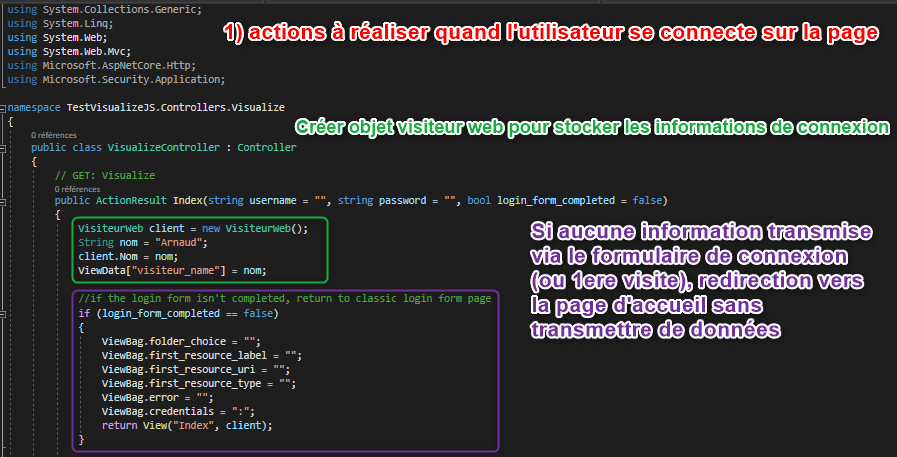 using System.Collections.Generic;
using System.Linq;
using System.Web;
using System.Web.Mvc;
using Microsoft.AspNetCore.Http;
using Microsoft.Security.Application;
1) actions à réaliser quand l'utilisateur se connecte sur la page
namespace TestVisualizeJS.Controllers.Visualize
{
Créer objet visiteur web pour stocker les informations de connexion
0 références
public class VisualizeController : Controller
{
// GET: Visualize
0 références
public ActionResult Index(string username = "", string password = "", bool login_form_completed = false)
{
VisiteurWeb client = new VisiteurWeb();
String nom = "Arnaud";
client.Nom = nom;
ViewData["visiteur_name"] = nom;
Si aucune information transmise
via le formulaire de connexion
(ou 1ere visite), redirection vers
la page d'accueil sans
transmettre de données
//if the login form isn't completed, return to classic login form page
if (login_form_completed == false)
{
ViewBag.folder_choice = "";
ViewBag.first_resource_label = "";
ViewBag.first_resource_uri = "";
ViewBag.first_resource_type = "";
ViewBag.error = "";
ViewBag.credentials = ":";
return View("Index", client);
}